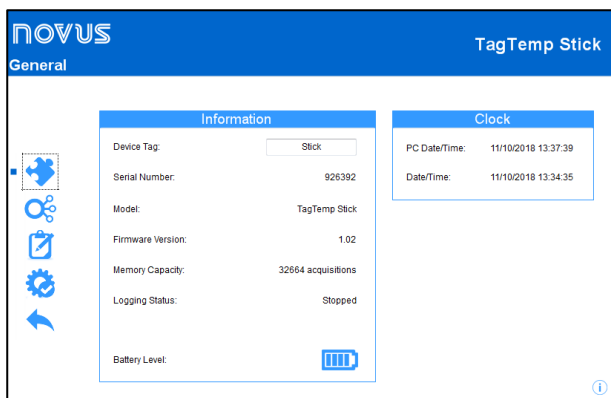 novus
TagTemp Stick
General
Information
Device Tag: Stick
Serial Number: 926392
Model: TagTemp Stick
Firmware Version: 1.02
Memory Capacity: 32664 acquisitions
Logging Status: Stopped
Battery Level:
Clock
PC Date/Time: 11/10/2018 13:37:39
Date/Time: 11/10/2018 13:34:35
i